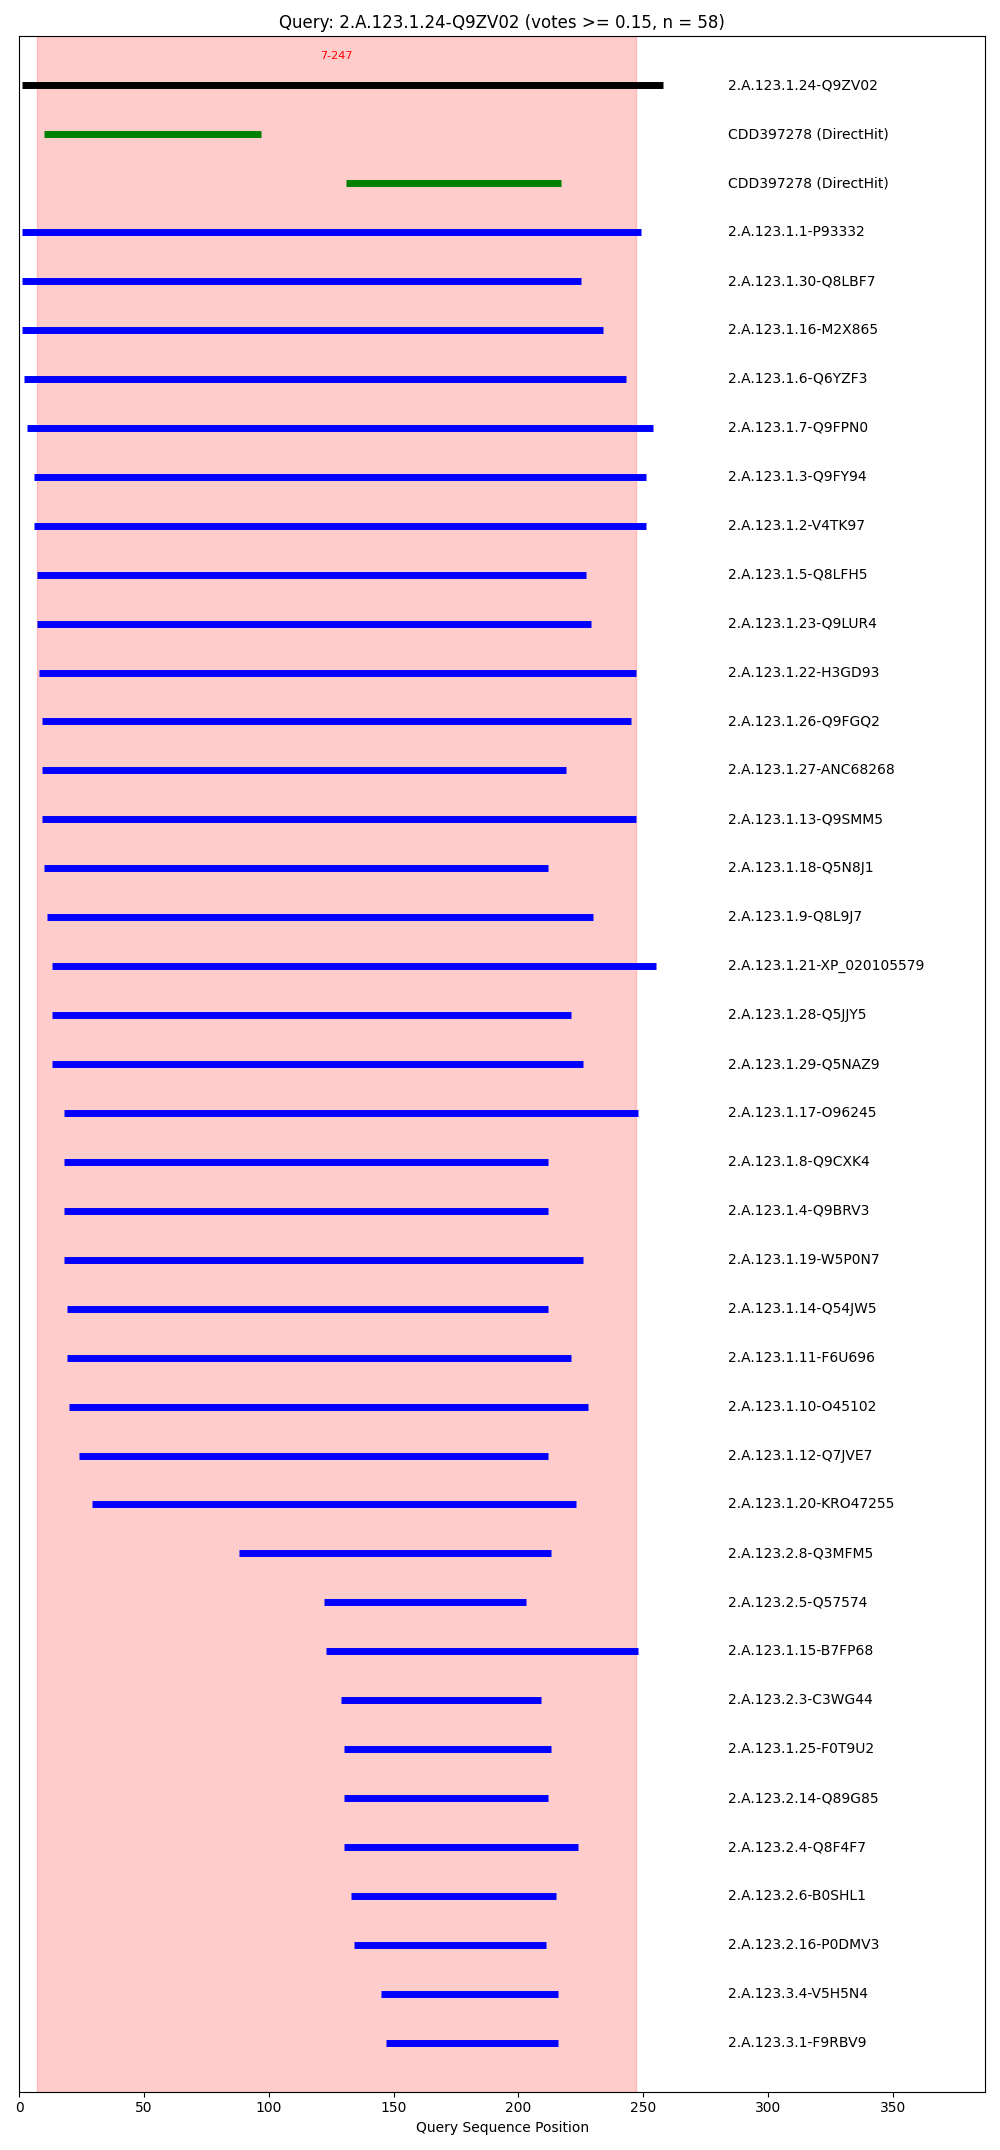 Query: 2.A.123.1.24-Q9ZV02 (votes >= 0.15, n = 58)
7-247
2.A.123.1.24-Q9ZV02
CDD397278 (DirectHit)
CDD397278 (DirectHit)
2.A.123.1.1-P93332
2.A.123.1.30-Q8LBF7
2.A.123.1.16-M2X865
2.A.123.1.6-Q6YZF3
2.A.123.1.7-Q9FPN0
2.A.123.1.3-Q9FY94
2.A.123.1.2-V4TK97
2.A.123.1.5-Q8LFH5
2.A.123.1.23-Q9LUR4
2.A.123.1.22-H3GD93
2.A.123.1.26-Q9FGQ2
2.A.123.1.27-ANC68268
2.A.123.1.13-Q9SMM5
2.A.123.1.18-Q5N8J1
2.A.123.1.9-Q8L9J7
2.A.123.1.21-XP_020105579
2.A.123.1.28-Q5JJY5
2.A.123.1.29-Q5NAZ9
2.A.123.1.17-O96245
2.A.123.1.8-Q9CXK4
2.A.123.1.4-Q9BRV3
2.A.123.1.19-W5P0N7
2.A.123.1.14-Q54JW5
2.A.123.1.11-F6U696
2.A.123.1.10-O45102
2.A.123.1.12-Q7JVE7
2.A.123.1.20-KRO47255
2.A.123.2.8-Q3MFM5
2.A.123.2.5-Q57574
2.A.123.1.15-B7FP68
2.A.123.2.3-C3WG44
2.A.123.1.25-F0T9U2
2.A.123.2.14-Q89G85
2.A.123.2.4-Q8F4F7
2.A.123.2.6-B0SHL1
2.A.123.2.16-P0DMV3
2.A.123.3.4-V5H5N4
2.A.123.3.1-F9RBV9
0 50 100 150 200 250 300 350
Query Sequence Position